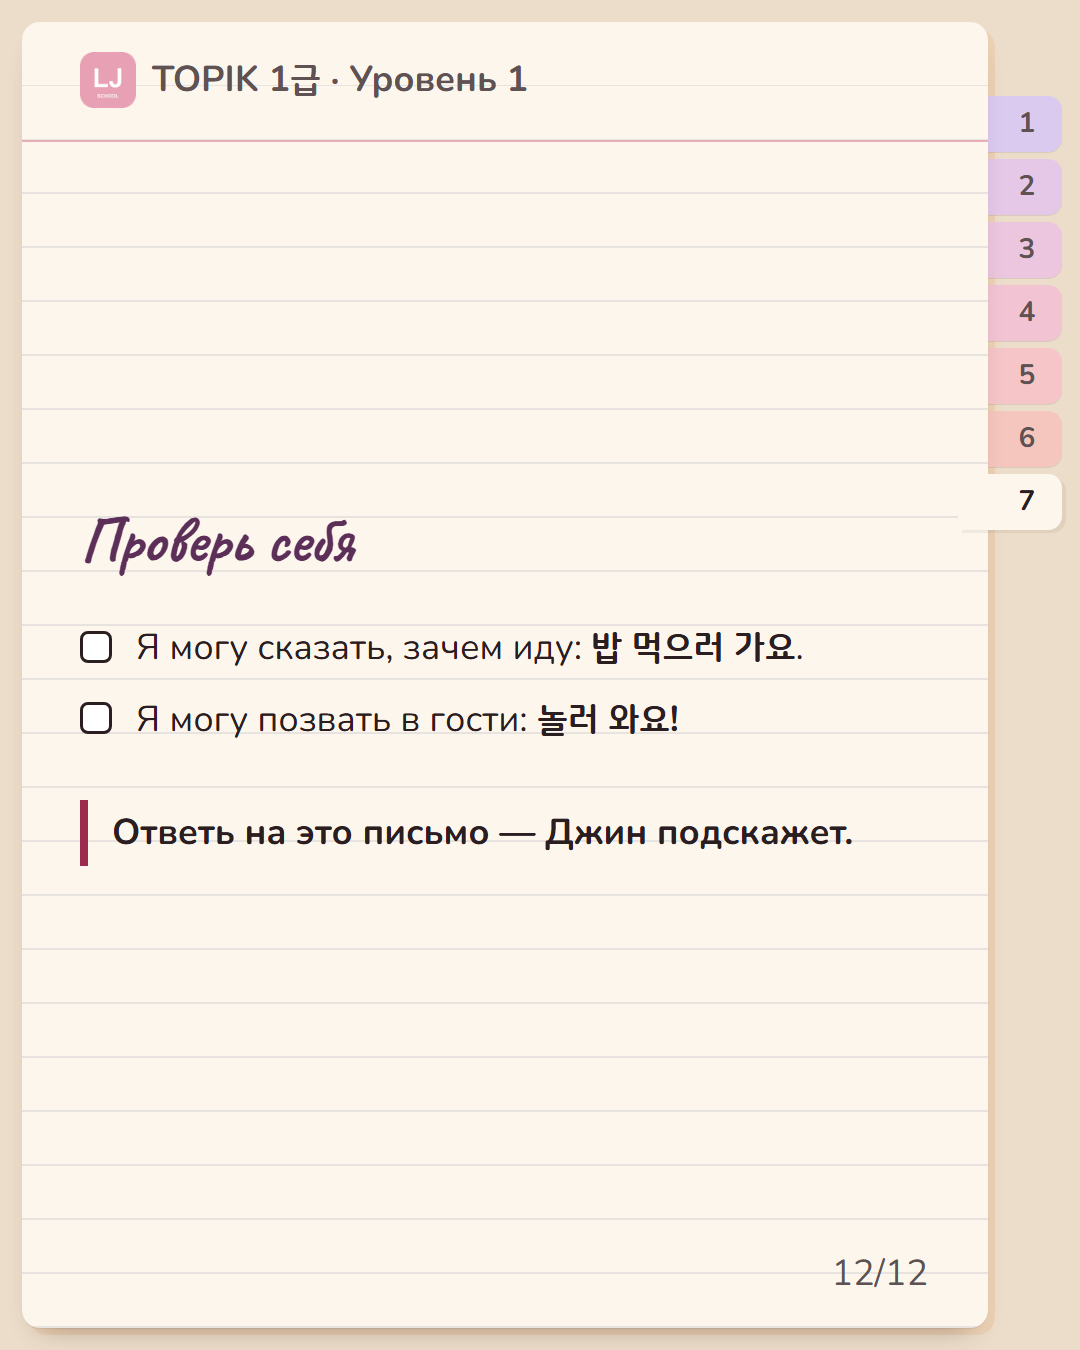 LJ
SCHOOL
TOPIK 1급 · Уровень 1
1
2
3
4
5
6
7
Проверь себя
Я могу сказать, зачем иду: 밥 먹으러 가요.
Я могу позвать в гости: 놀러 와요!
Ответь на это письмо — Джин подскажет.
12/12